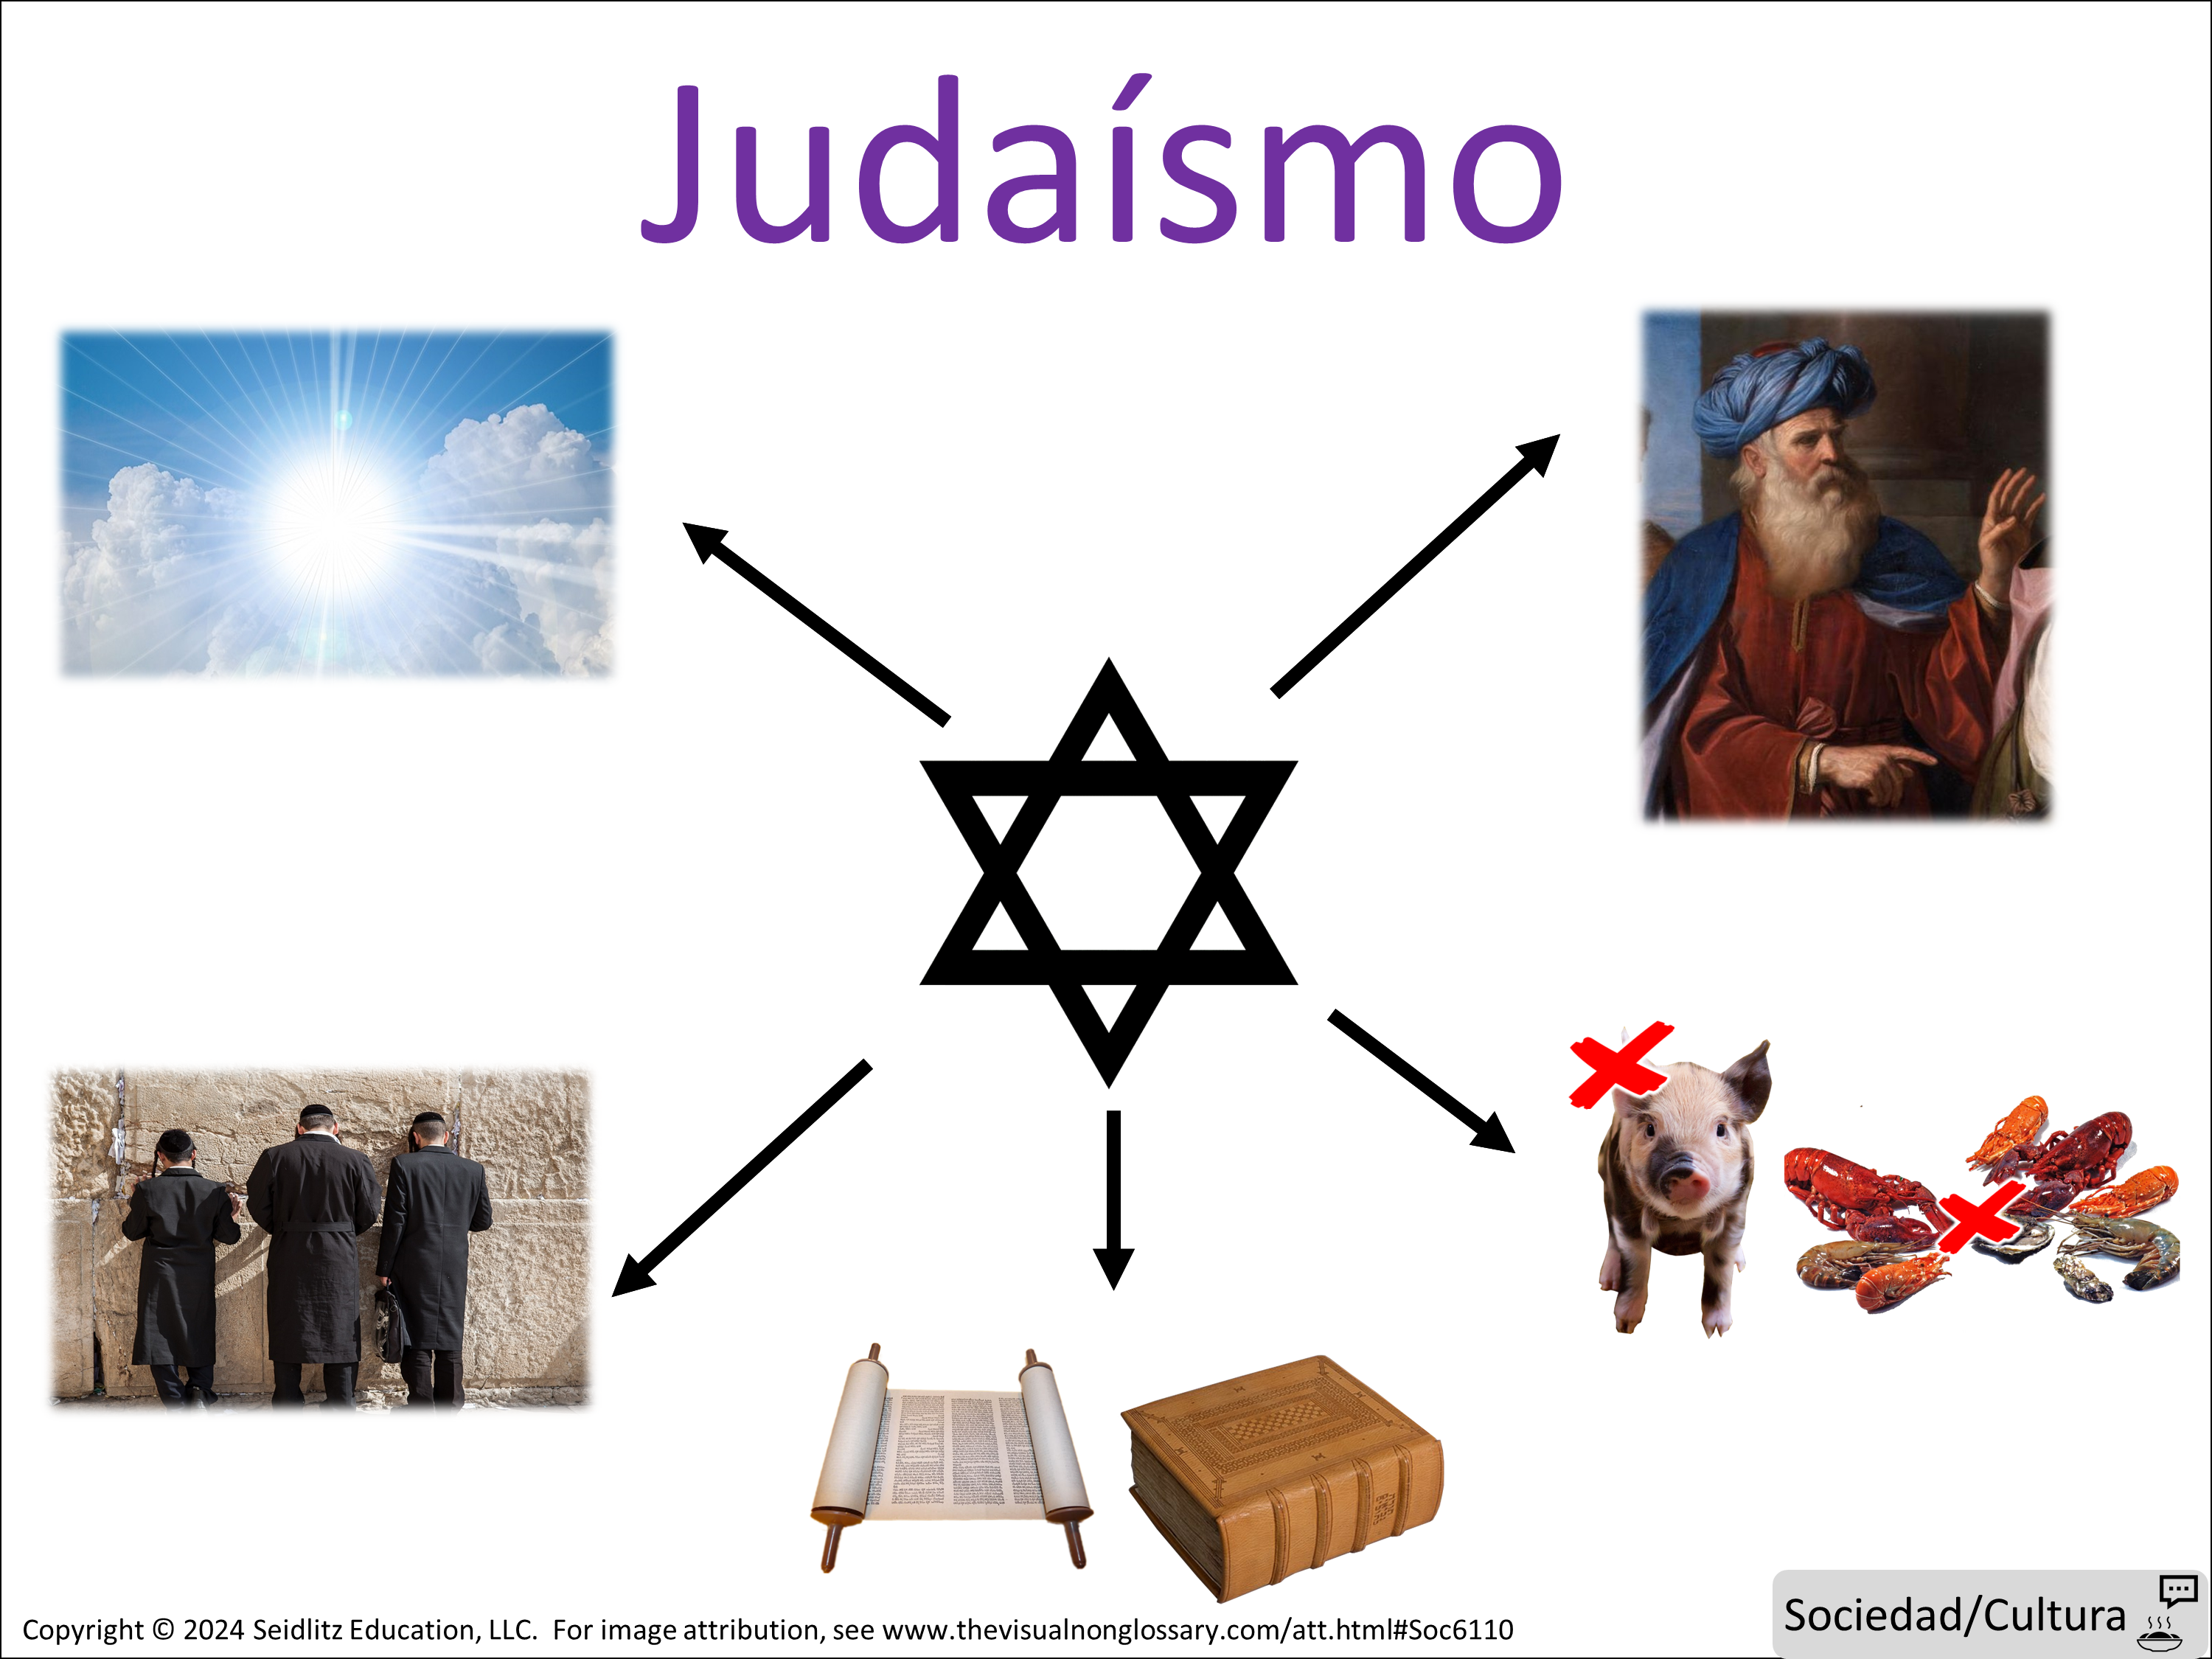 Judaísmo
Copyright © 2024 Seidlitz Education, LLC.  For image attribution, see www.thevisualnonglossary.com/att.html#Soc6110
Sociedad/Cultura